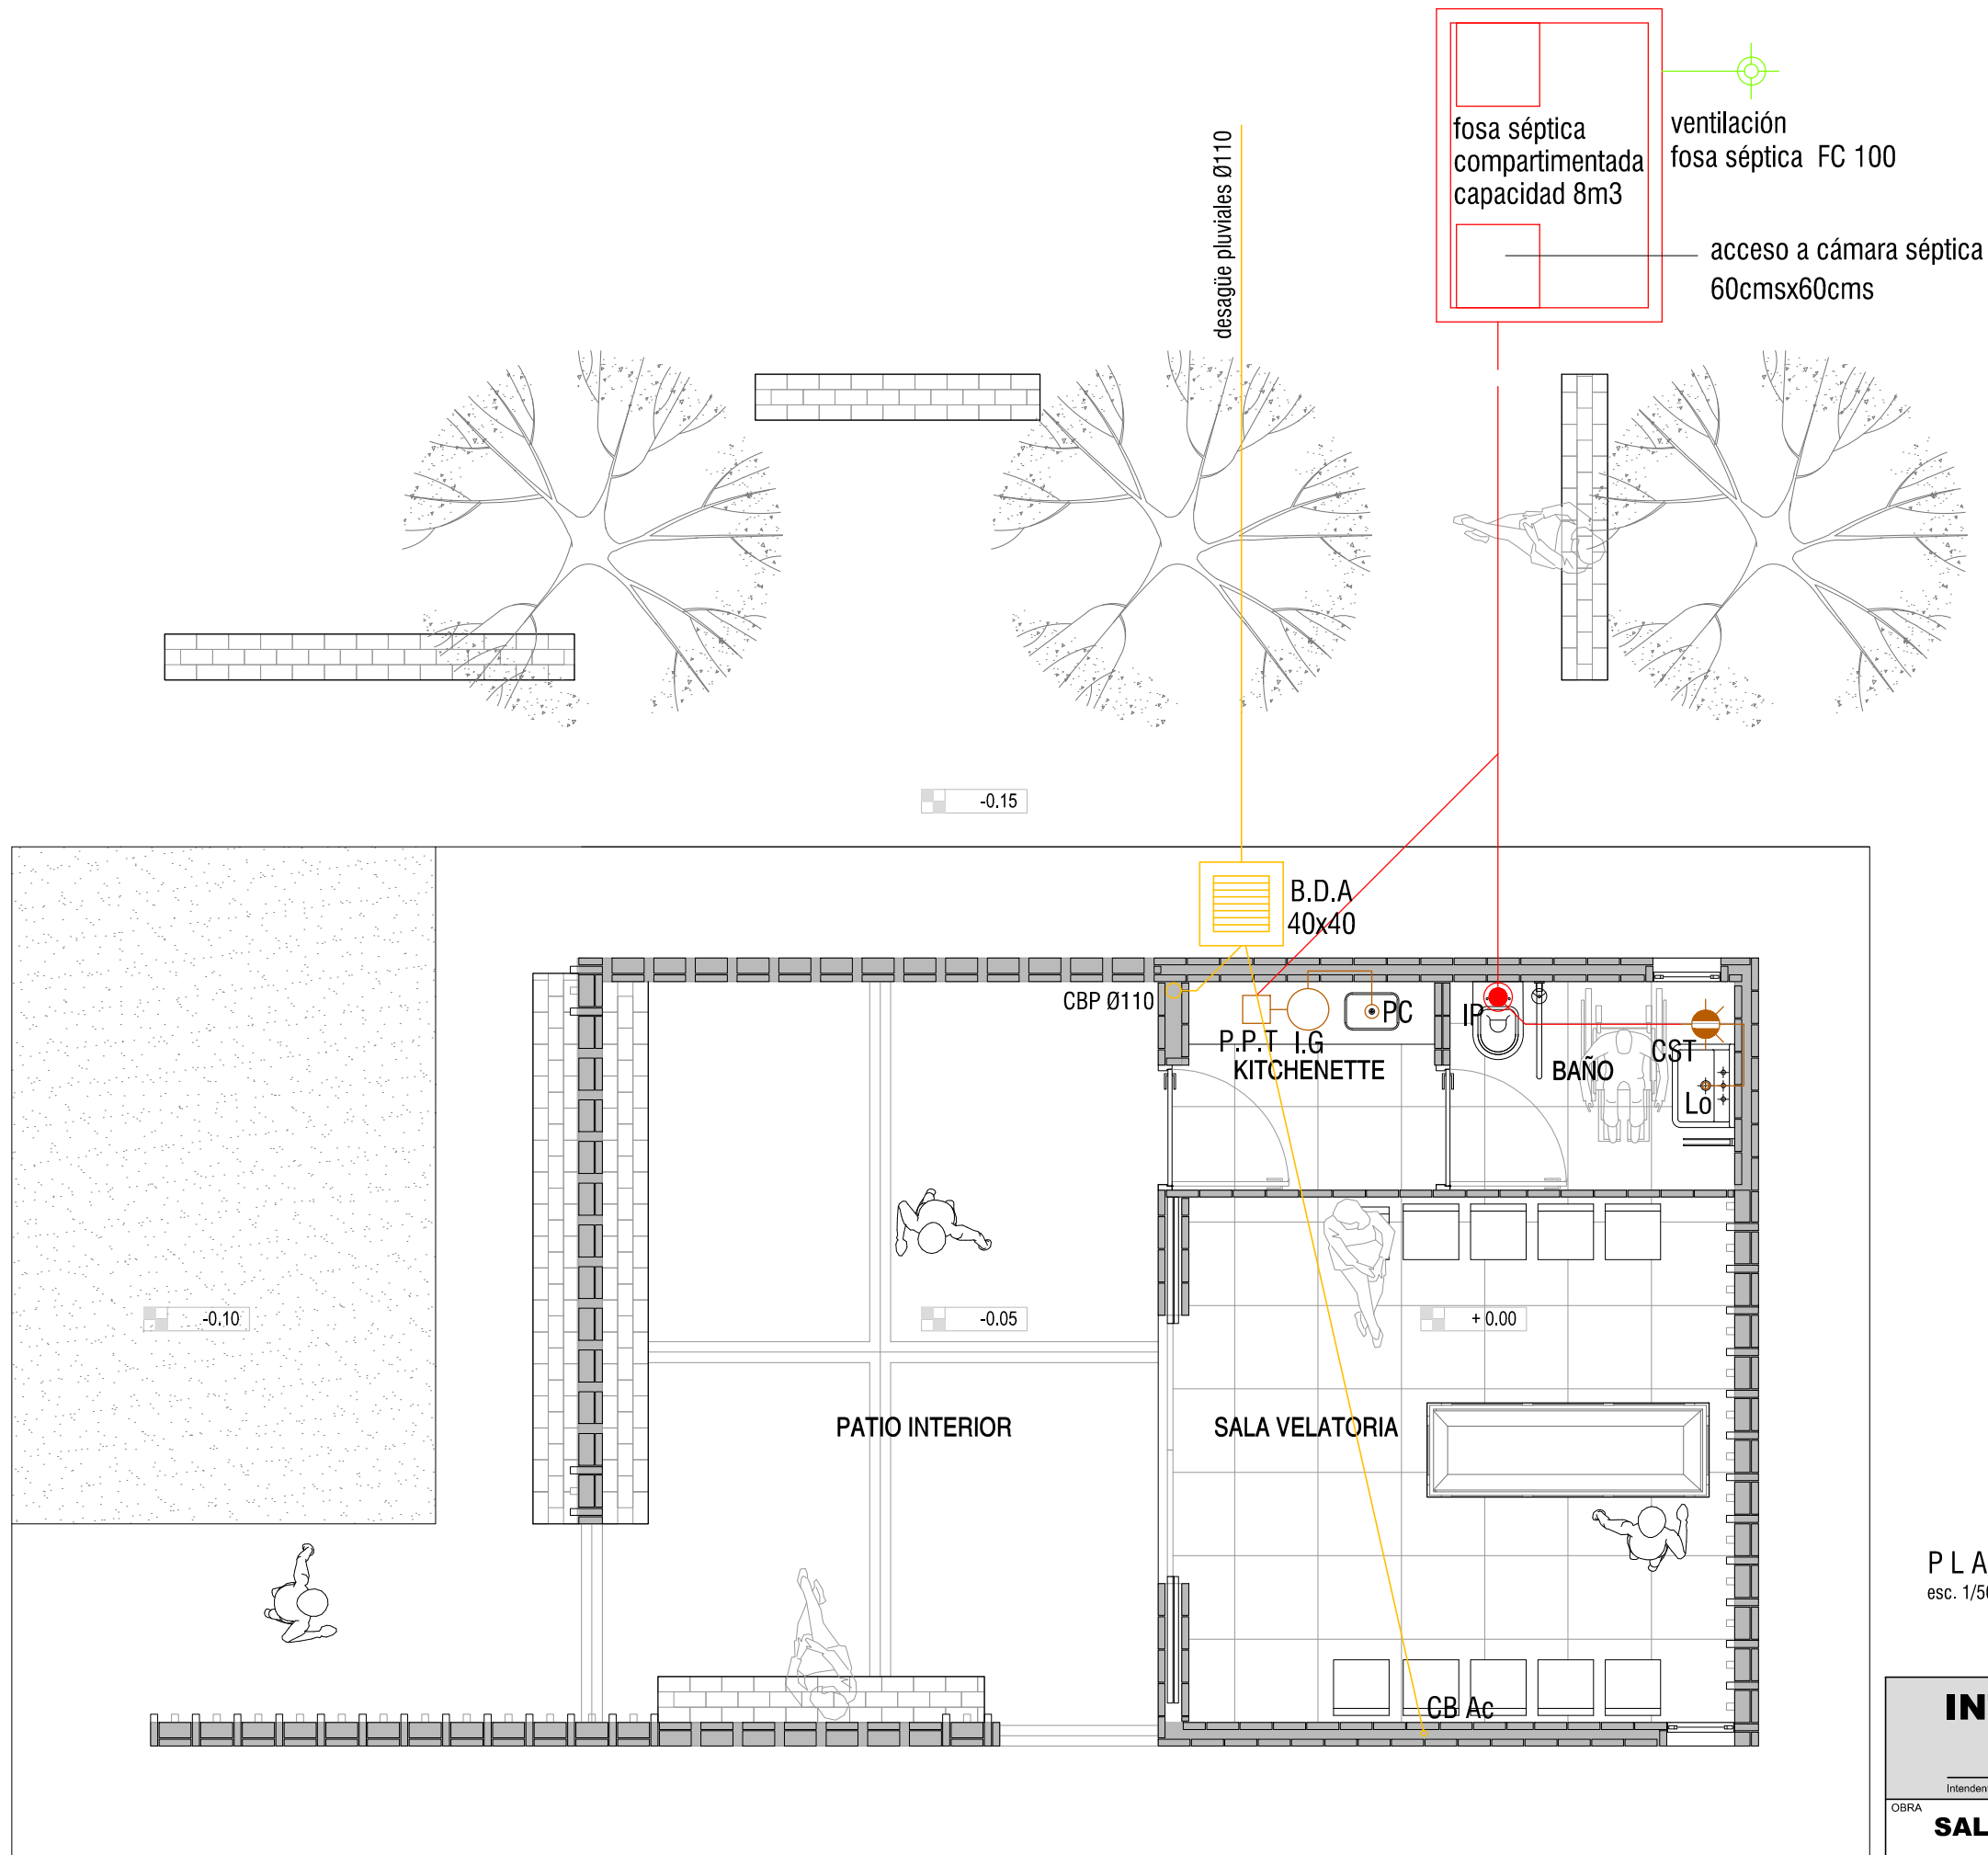 fosa séptica
compartimentada
capacidad 8m3
ventilación
fosa séptica FC 100
desagüe pluviales Ø110
acceso a cámara séptica
60cmsx60cms
-0.15
B.D.A
40x40
CBP Ø110
P.P.T
I.G
PC
KITCHENETTE
IP
BAÑO
CST
Lo
-0.10
-0.05
+ 0.00
PATIO INTERIOR
SALA VELATORIA
CB Ac
P L A
esc. 1/50
IN
Intenden
OBRA
SAL